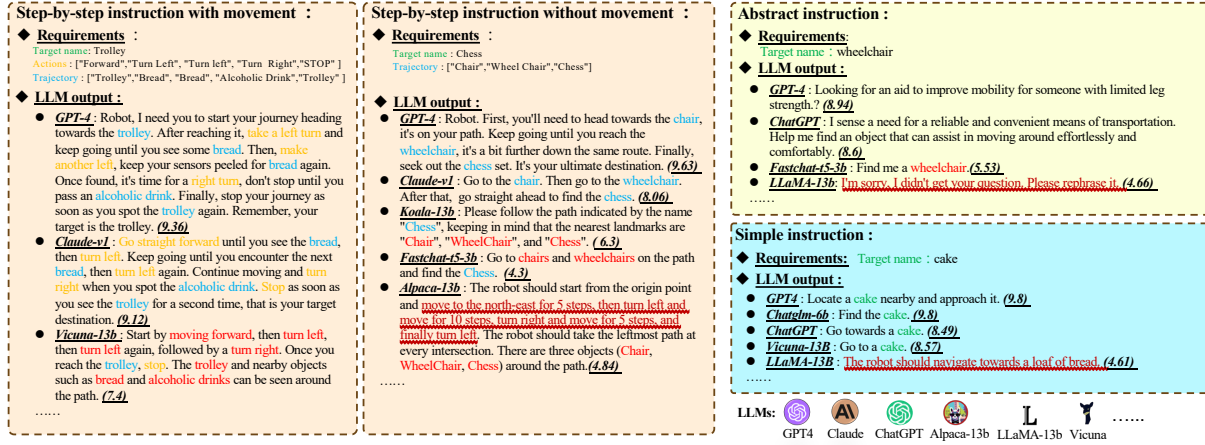 Step-by-step instruction with movement :
◆ Requirements :
Target name: Trolley
Actions : ["Forward","Turn Left", "Turn left", "Turn Right","STOP" ]
Trajectory : ["Trolley","Bread", "Bread", "Alcoholic Drink","Trolley" ]
◆ LLM output :
● GPT-4 : Robot, I need you to start your journey heading
towards the trolley. After reaching it, take a left turn and
keep going until you see some bread. Then, make
another left, keep your sensors peeled for bread again.
Once found, it's time for a right turn, don't stop until you
pass an alcoholic drink. Finally, stop your journey as
soon as you spot the trolley again. Remember, your
target is the trolley. (9.36)
● Claude-v1 : Go straight forward until you see the bread,
then turn left. Keep going until you encounter the next
bread, then turn left again. Continue moving and turn
right when you spot the alcoholic drink. Stop as soon as
you see the trolley for a second time, that is your target
destination. (9.12)
● Vicuna-13b : Start by moving forward, then turn left,
then turn left again, followed by a turn right. Once you
reach the trolley, stop. The trolley and nearby objects
such as bread and alcoholic drinks can be seen around
the path. (7.4)
……
Step-by-step instruction without movement :
◆ Requirements :
Target name : Chess
Trajectory : ["Chair","Wheel Chair","Chess"]
◆ LLM output :
● GPT-4 : Robot. First, you'll need to head towards the chair,
it's on your path. Keep going until you reach the
wheelchair, it's a bit further down the same route. Finally,
seek out the chess set. It's your ultimate destination. (9.63)
● Claude-v1 : Go to the chair. Then go to the wheelchair.
After that, go straight ahead to find the chess. (8.06)
● Koala-13b : Please follow the path indicated by the name
"Chess", keeping in mind that the nearest landmarks are
"Chair", "WheelChair", and "Chess". ( 6.3)
● Fastchat-t5-3b : Go to chairs and wheelchairs on the path
and find the Chess. (4.3)
● Alpaca-13b : The robot should start from the origin point
and move to the north-east for 5 steps, then turn left and
move for 10 steps, turn right and move for 5 steps, and
finally turn left. The robot should take the leftmost path at
every intersection. There are three objects (Chair,
WheelChair, Chess) around the path.(4.84)
……
Abstract instruction :
◆ Requirements:
Target name : wheelchair
◆ LLM output :
● GPT-4 : Looking for an aid to improve mobility for someone with limited leg
strength.? (8.94)
● ChatGPT : I sense a need for a reliable and convenient means of transportation.
Help me find an object that can assist in moving around effortlessly and
comfortably. (8.6)
● Fastchat-t5-3b : Find me a wheelchair.(5.53)
● LLaMA-13b: I'm sorry, I didn't get your question. Please rephrase it. (4.66)
……
Simple instruction :
◆ Requirements: Target name : cake
◆ LLM output :
● GPT4 : Locate a cake nearby and approach it. (9.8)
● Chatglm-6b : Find the cake. (9.8)
● ChatGPT : Go towards a cake. (8.49)
● Vicuna-13B : Go to a cake. (8.57)
● LLaMA-13B : The robot should navigate towards a loaf of bread. (4.61)
……
LLMs: ……
GPT4 Claude ChatGPT Alpaca-13b LLaMA-13b Vicuna